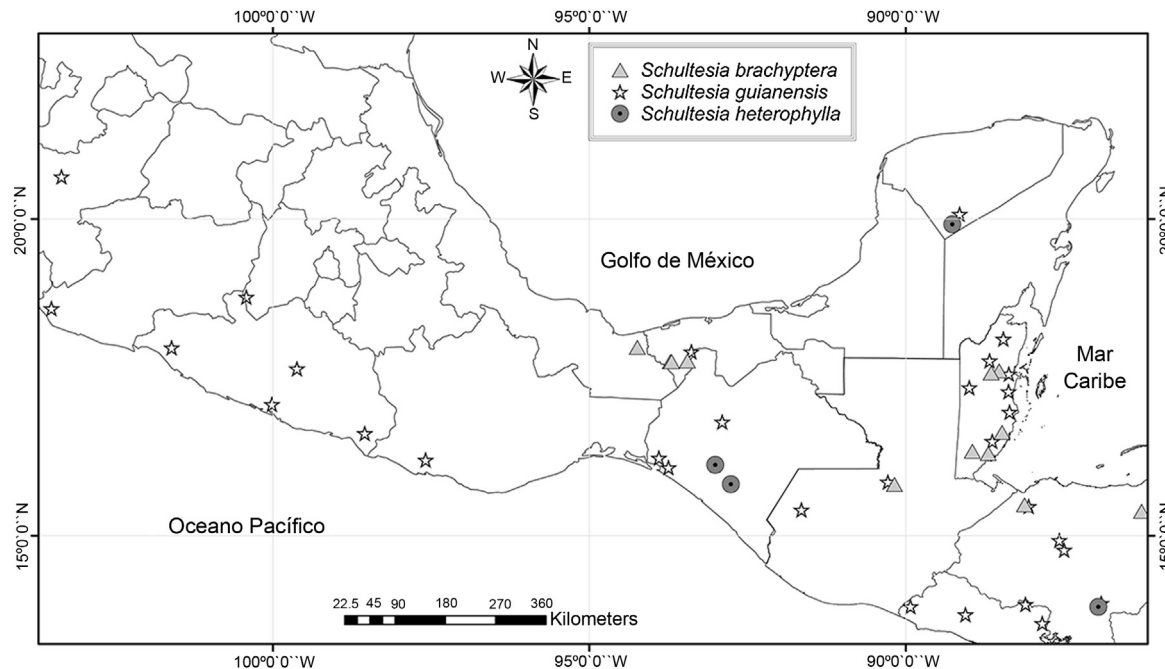 100º0'0``W 95º0'0``W 90º0'0``W
N
W E
S
Schultesia brachyptera
Schultesia guianensis
Schultesia heterophylla
20º0'0``N 20º0'0``N
Golfo de México
Mar
Caribe
Oceano Pacífico
15º0'0``N 15º0'0``N
22.5 45 90 180 270 360
Kilometers
100º0'0``W 95º0'0``W 90º0'0``W